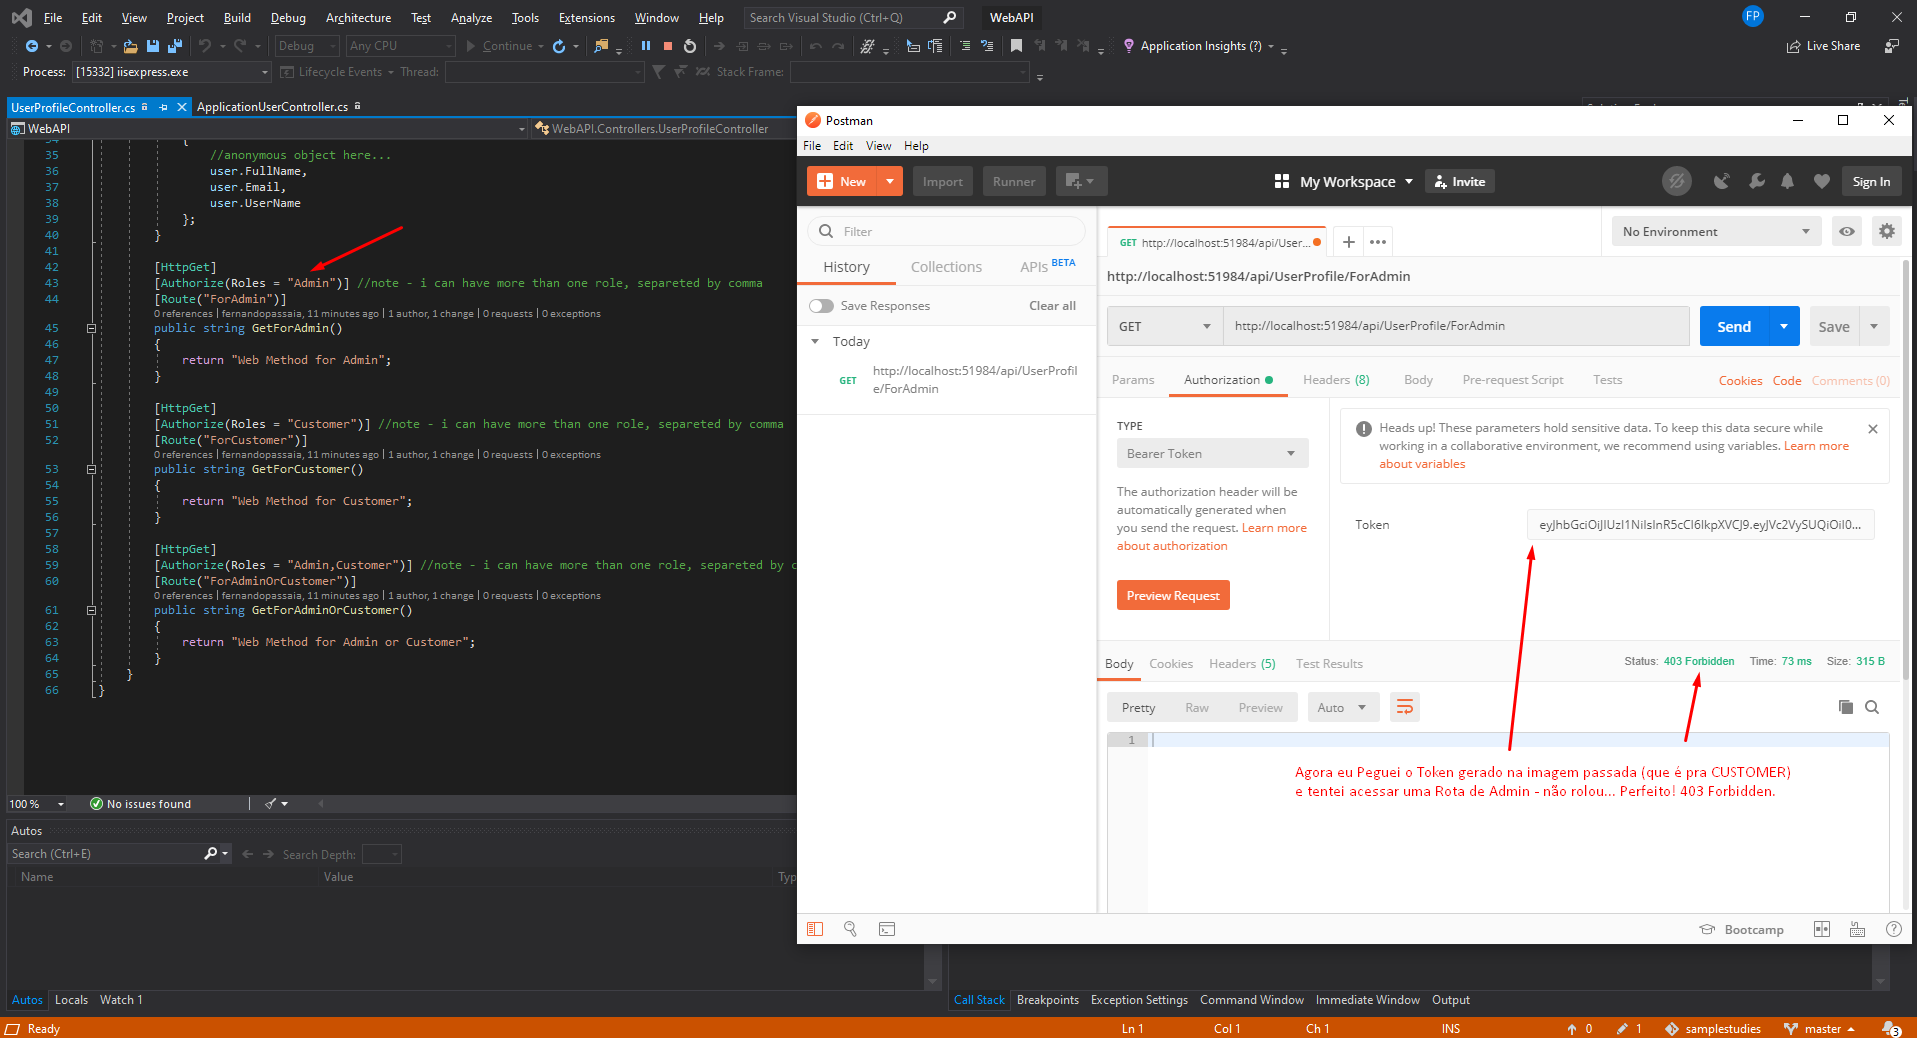 File Edit View Project Build Debug Architecture Test Analyze Tools Extensions Window Help Search Visual Studio (Ctrl+Q) WebAPI FP
Debug Any CPU Continue Application Insights (?) Live Share
Process: [15332] iisexpress.exe Lifecycle Events Thread: Stack Frame:
UserProfileController.cs ApplicationUserController.cs
WebAPI WebAPI.Controllers.UserProfileController
35 //anonymous object here...
36 user.FullName,
37 user.Email,
38 user.UserName
39 };
40 }
41
42 [HttpGet]
43 [Authorize(Roles = "Admin")] //note - i can have more than one role, separeted by comma
44 [Route("ForAdmin")]
0 references | fernandopassaia, 11 minutes ago | 1 author, 1 change | 0 requests | 0 exceptions
45 public string GetForAdmin()
46 {
47 return "Web Method for Admin";
48 }
49
50 [HttpGet]
51 [Authorize(Roles = "Customer")] //note - i can have more than one role, separeted by comma
52 [Route("ForCustomer")]
0 references | fernandopassaia, 11 minutes ago | 1 author, 1 change | 0 requests | 0 exceptions
53 public string GetForCustomer()
54 {
55 return "Web Method for Customer";
56 }
57
58 [HttpGet]
59 [Authorize(Roles = "Admin,Customer")] //note - i can have more than one role, separeted by
60 [Route("ForAdminOrCustomer")]
0 references | fernandopassaia, 11 minutes ago | 1 author, 1 change | 0 requests | 0 exceptions
61 public string GetForAdminOrCustomer()
62 {
63 return "Web Method for Admin or Customer";
64 }
65 }
66 }
100 % No issues found
Autos
Search (Ctrl+E) Search Depth:
Name Value Typ
Autos Locals Watch 1
Postman
File Edit View Help
New Import Runner My Workspace Invite Sign In
Filter
History Collections APIs BETA
Save Responses Clear all
Today
GET http://localhost:51984/api/UserProfil
e/ForAdmin
GET http://localhost:51984/api/User... No Environment
http://localhost:51984/api/UserProfile/ForAdmin
GET http://localhost:51984/api/UserProfile/ForAdmin Send Save
Params Authorization Headers (8) Body Pre-request Script Tests Cookies Code Comments (0)
TYPE
Bearer Token
The authorization header will be
automatically generated when
you send the request. Learn more
about authorization
Preview Request
Heads up! These parameters hold sensitive data. To keep this data secure while
working in a collaborative environment, we recommend using variables. Learn more
about variables
Token eyJhbGciOiJIUzI1NiIsInR5cCI6IkpXVCJ9.eyJVc2VySUQiOiI0...
Body Cookies Headers (5) Test Results Status: 403 Forbidden Time: 73 ms Size: 315 B
Pretty Raw Preview Auto
1
Agora eu Peguei o Token gerado na imagem passada (que é pra CUSTOMER)
e tentei acessar uma Rota de Admin - não rolou... Perfeito! 403 Forbidden.
Bootcamp
Call Stack Breakpoints Exception Settings Command Window Immediate Window Output
Ready Ln 1 Col 1 Ch 1 INS 0 1 samplestudies master 3